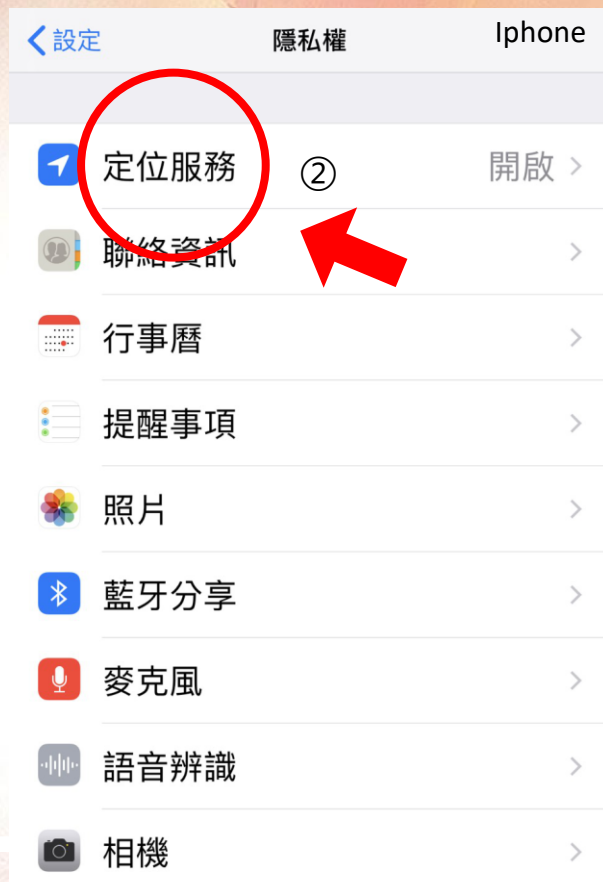 設定 隱私權 Iphone
定位服務 ② 開啟
聯絡資訊
行事曆
提醒事項
照片
藍牙分享
麥克風
語音辨識
相機